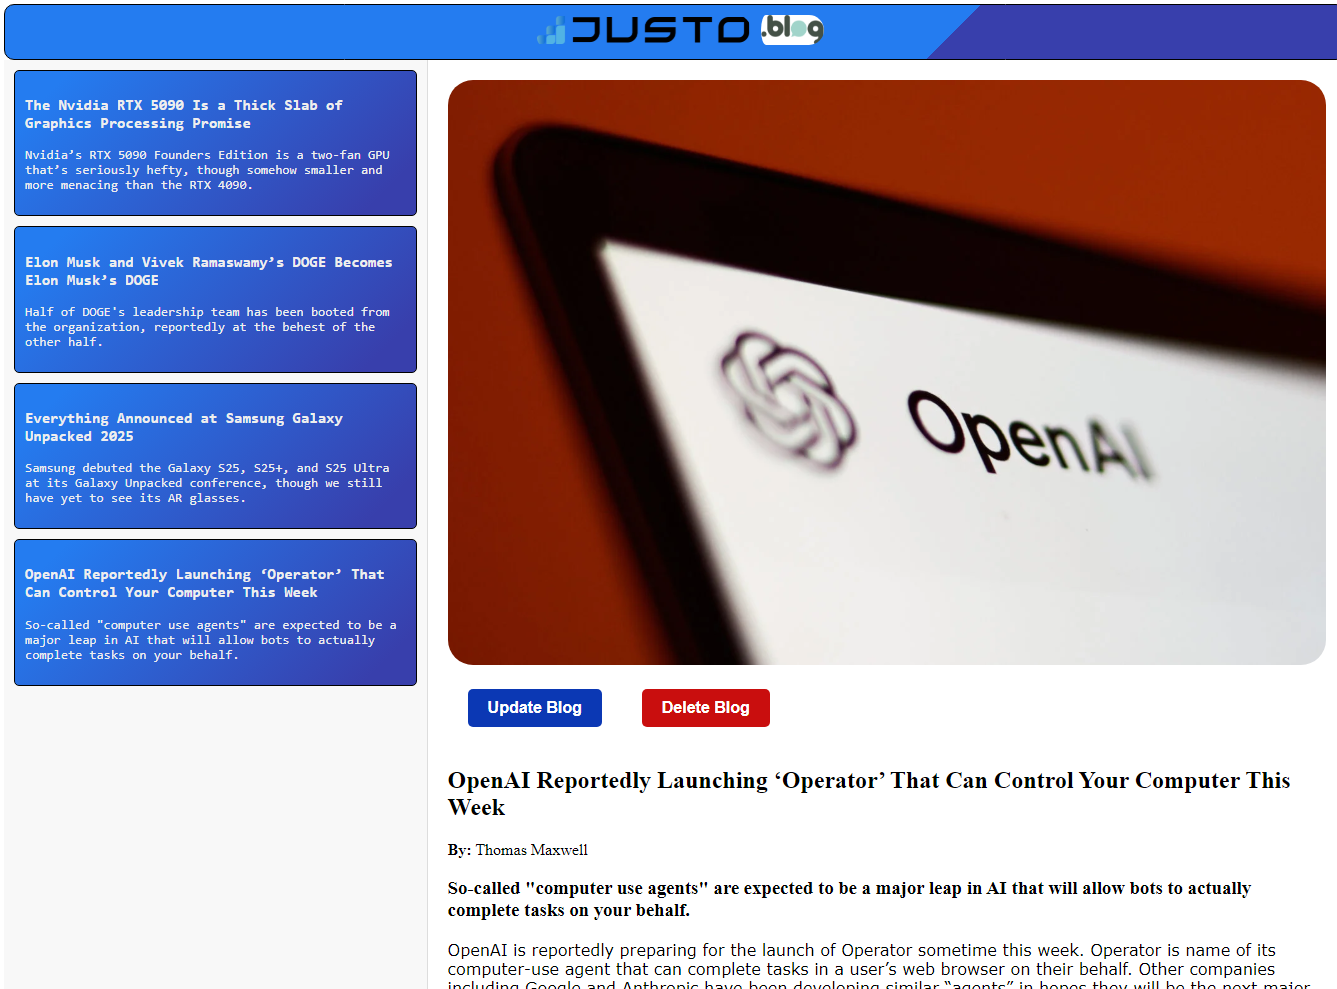 JUSTO .blog
The Nvidia RTX 5090 Is a Thick Slab of
Graphics Processing Promise
Nvidia’s RTX 5090 Founders Edition is a two-fan GPU
that’s seriously hefty, though somehow smaller and
more menacing than the RTX 4090.
Elon Musk and Vivek Ramaswamy’s DOGE Becomes
Elon Musk’s DOGE
Half of DOGE's leadership team has been booted from
the organization, reportedly at the behest of the
other half.
Everything Announced at Samsung Galaxy
Unpacked 2025
Samsung debuted the Galaxy S25, S25+, and S25 Ultra
at its Galaxy Unpacked conference, though we still
have yet to see its AR glasses.
OpenAI Reportedly Launching ‘Operator’ That
Can Control Your Computer This Week
So-called "computer use agents" are expected to be a
major leap in AI that will allow bots to actually
complete tasks on your behalf.
OpenAI
Update Blog
Delete Blog
OpenAI Reportedly Launching ‘Operator’ That Can Control Your Computer This
Week
By: Thomas Maxwell
So-called "computer use agents" are expected to be a major leap in AI that will allow bots to actually
complete tasks on your behalf.
OpenAI is reportedly preparing for the launch of Operator sometime this week. Operator is name of its
computer-use agent that can complete tasks in a user’s web browser on their behalf. Other companies
including Google and Anthropic have been developing similar “agents” in hopes they will be the next major